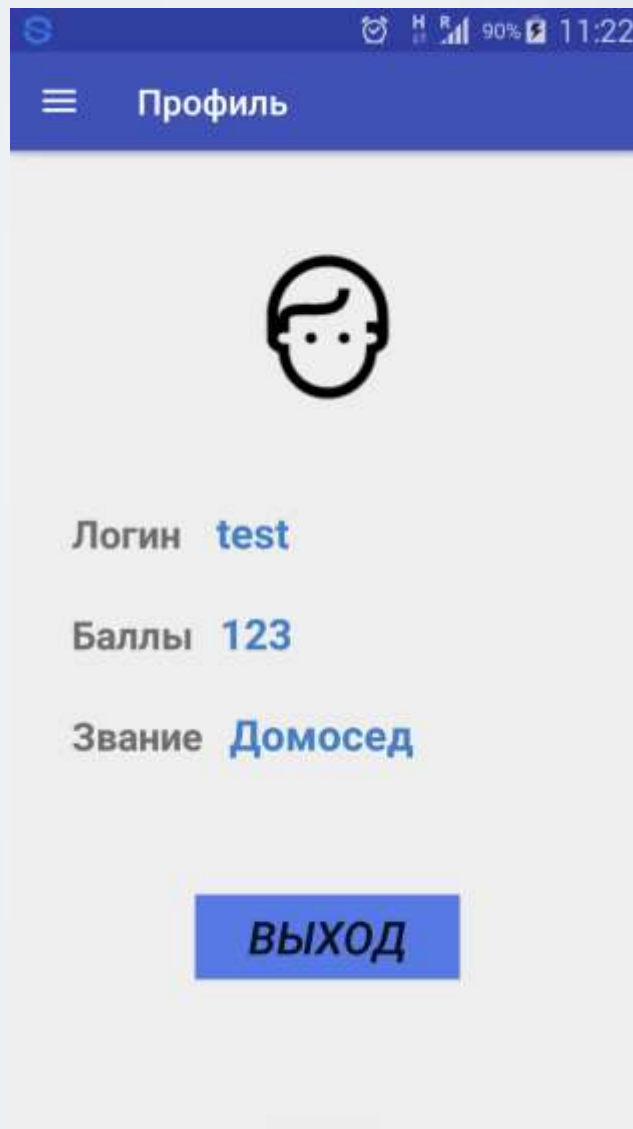 90% 11:22
Профиль
Логин test
Баллы 123
Звание Домосед
ВЫХОД